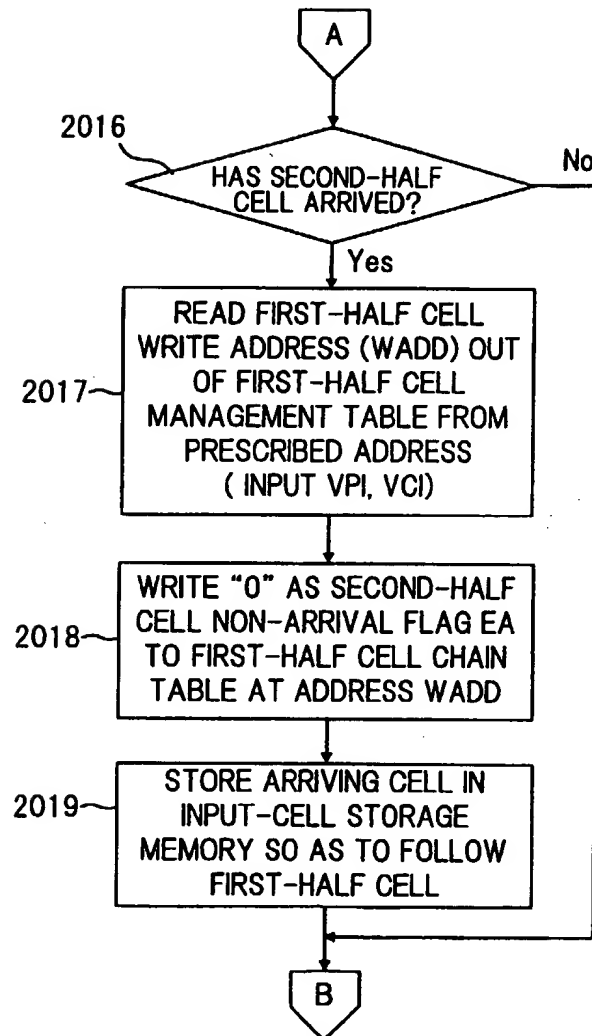 A
2016
HAS SECOND-HALF
CELL ARRIVED?
No
Yes
2017
READ FIRST-HALF CELL
WRITE ADDRESS (WADD) OUT
OF FIRST-HALF CELL
MANAGEMENT TABLE FROM
PRESCRIBED ADDRESS
( INPUT VPI, VCI)
2018
WRITE “0” AS SECOND-HALF
CELL NON-ARRIVAL FLAG EA
TO FIRST-HALF CELL CHAIN
TABLE AT ADDRESS WADD
2019
STORE ARRIVING CELL IN
INPUT-CELL STORAGE
MEMORY SO AS TO FOLLOW
FIRST-HALF CELL
B